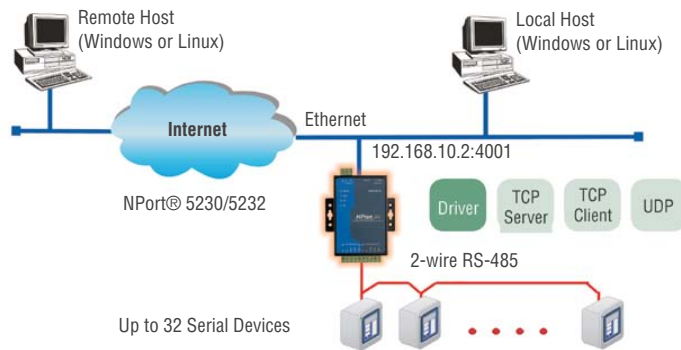 Remote Host
(Windows or Linux)
Local Host
(Windows or Linux)
Internet
Ethernet
192.168.10.2:4001
NPort® 5230/5232
Driver
TCP
Server
TCP
Client
UDP
2-wire RS-485
Up to 32 Serial Devices